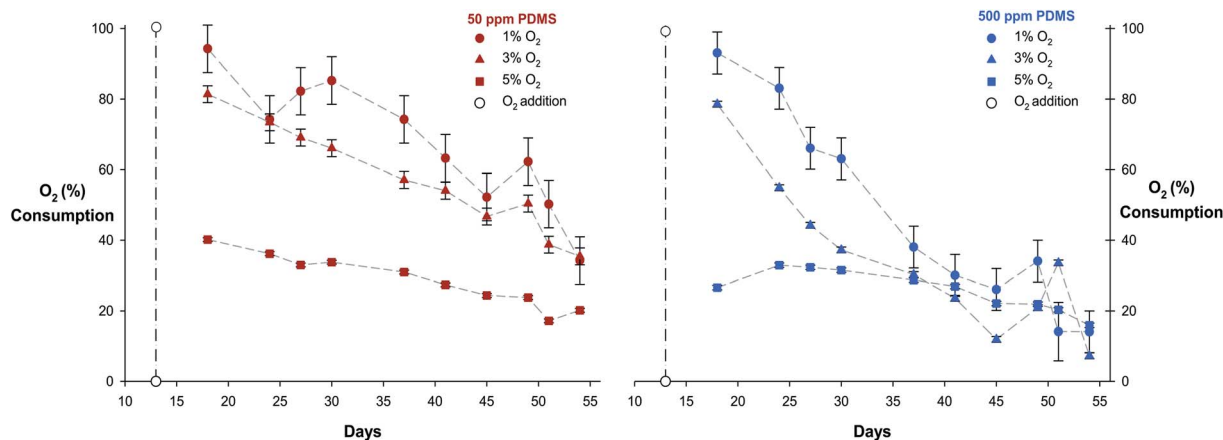 50 ppm PDMS
1% O₂
3% O₂
5% O₂
O₂ addition
O₂ (%)
Consumption
100
80
60
40
20
0
10 15 20 25 30 35 40 45 50 55
Days
500 ppm PDMS
1% O₂
3% O₂
5% O₂
O₂ addition
100
80
60
40
20
0
O₂ (%)
Consumption
10 15 20 25 30 35 40 45 50 55
Days